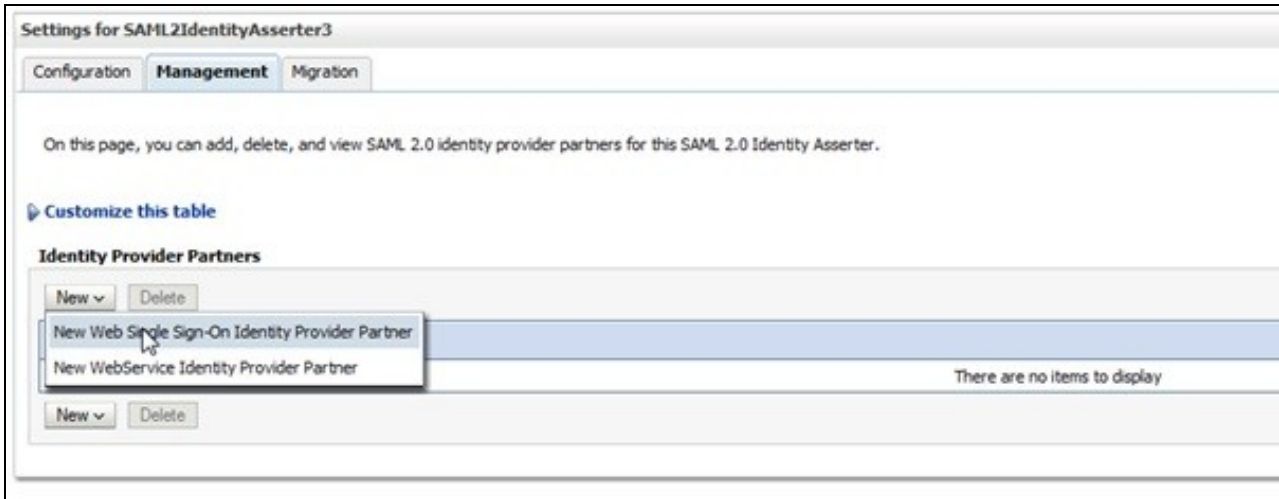 Settings for SAML2IdentityAsserter3
Configuration Management Migration
On this page, you can add, delete, and view SAML 2.0 identity provider partners for this SAML 2.0 Identity Asserter.
Customize this table
Identity Provider Partners
New Delete
New Web Single Sign-On Identity Provider Partner
New WebService Identity Provider Partner
There are no items to display
New Delete